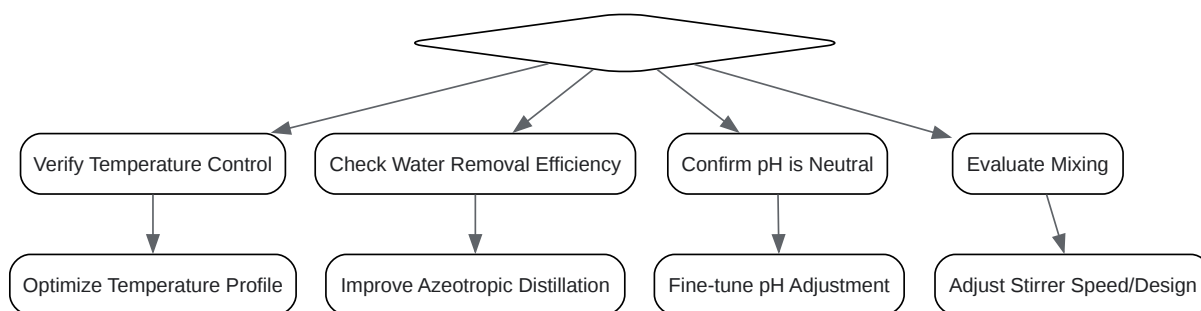 Verify Temperature Control
Check Water Removal Efficiency
Confirm pH is Neutral
Evaluate Mixing
Optimize Temperature Profile
Improve Azeotropic Distillation
Fine-tune pH Adjustment
Adjust Stirrer Speed/Design